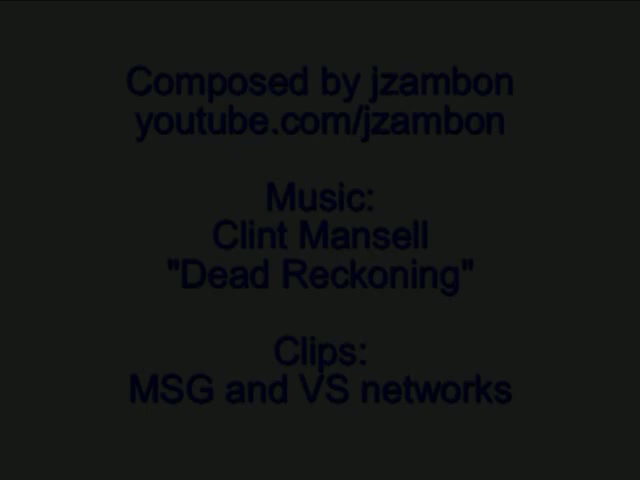 Composed by jzambon
youtube.com/jzambon
Music:
Clint Mansell
"Dead Reckoning"
Clips:
MSG and VS networks